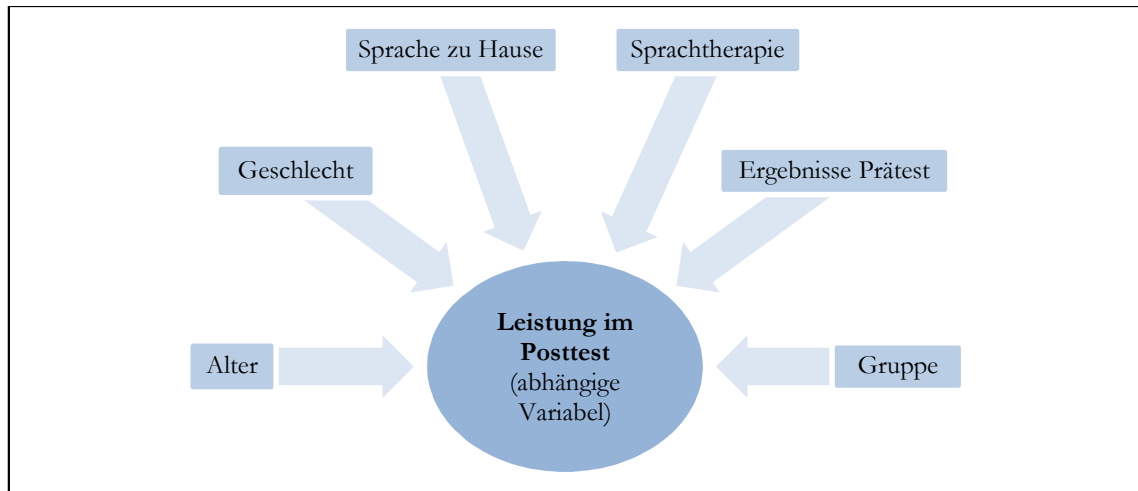 Sprache zu Hause
Sprachtherapie
Geschlecht
Ergebnisse Prätest
Leistung im
Posttest
(abhängige
Variabel)
Alter
Gruppe